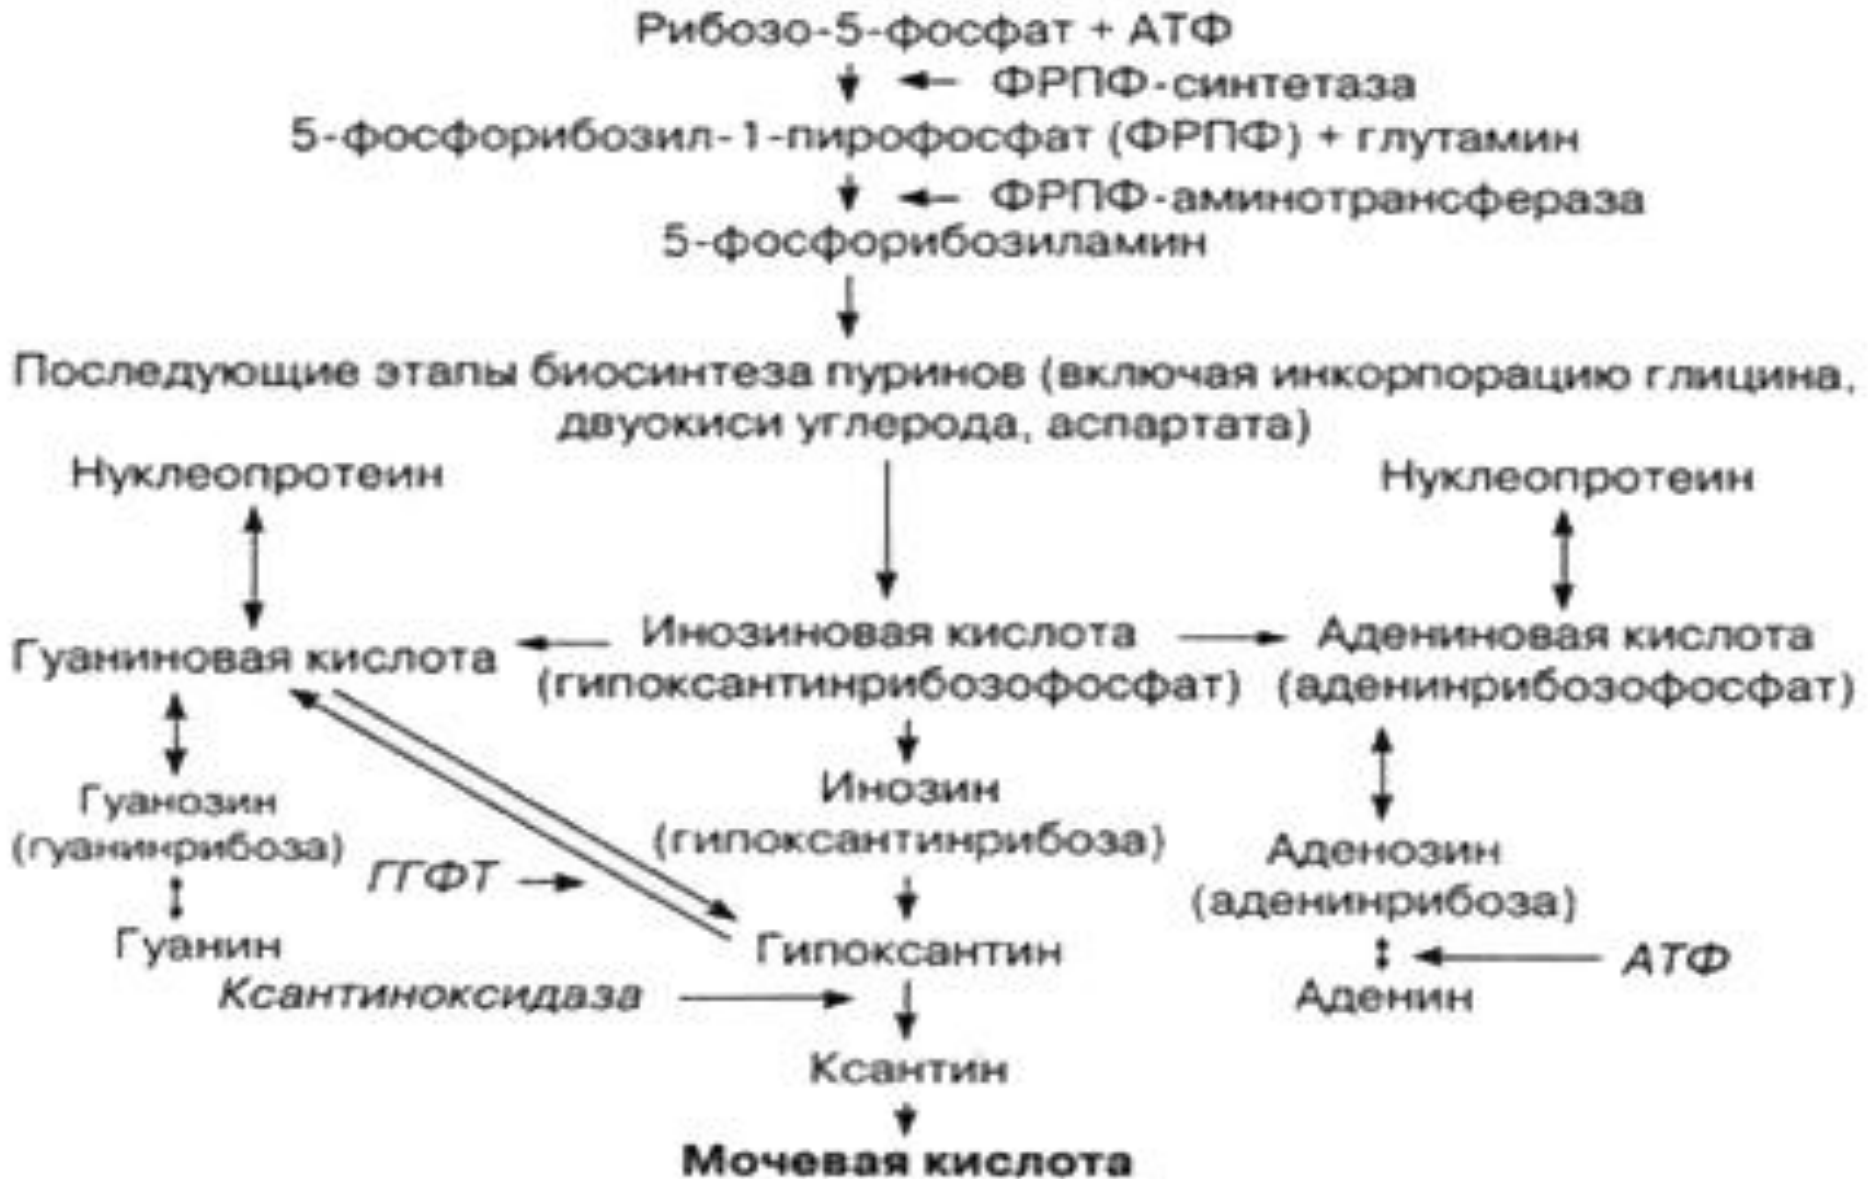 Рибозо-5-фосфат + АТФ
ФРПФ-синтетаза
5-фосфорибозил-1-пирофосфат (ФРПФ) + глутамин
ФРПФ-аминотрансфераза
5-фосфорибозиламин
Последующие этапы биосинтеза пуринов (включая инкорпорацию глицина,
двуокиси углерода, аспартата)
Нуклеопротеин
Нуклеопротеин
Гуаниновая кислота
Инозиновая кислота
(гипоксантинрибозофосфат)
Адениновая кислота
(аденинрибозофосфат)
Гуанозин
(гуанинрибоза)
Инозин
(гипоксантинрибоза)
Аденозин
(аденинрибоза)
ГГФТ
Гуанин
Гипоксантин
АТФ
Ксантиноксидаза
Аденин
Ксантин
Мочевая кислота